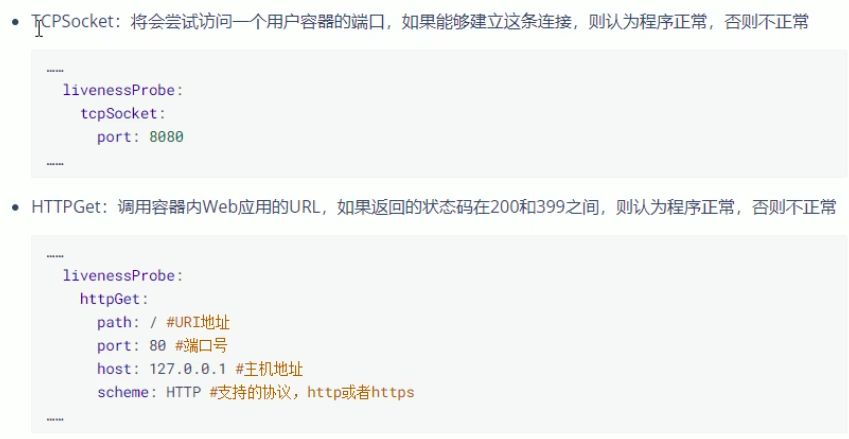 TCPSocket：将会尝试访问一个用户容器的端口，如果能够建立这条连接，则认为程序正常，否则不正常
……
livenessProbe:
tcpSocket:
port: 8080
……
HTTPGet：调用容器内Web应用的URL，如果返回的状态码在200和399之间，则认为程序正常，否则不正常
……
livenessProbe:
httpGet:
path: / #URI地址
port: 80 #端口号
host: 127.0.0.1 #主机地址
scheme: HTTP #支持的协议，http或者https
……